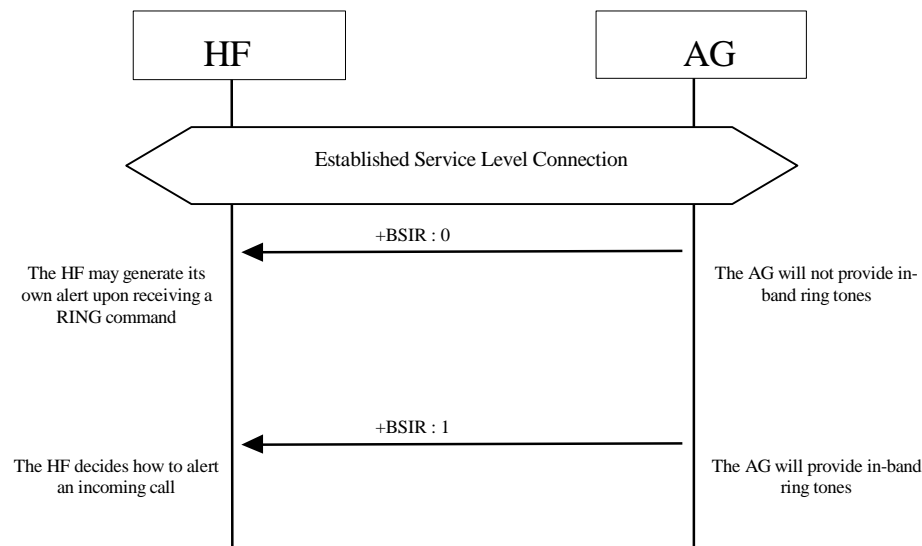 HF
AG
Established Service Level Connection
+BSIR : 0
The HF may generate its
own alert upon receiving a
RING command
The AG will not provide in-
band ring tones
+BSIR : 1
The HF decides how to alert
an incoming call
The AG will provide in-band
ring tones